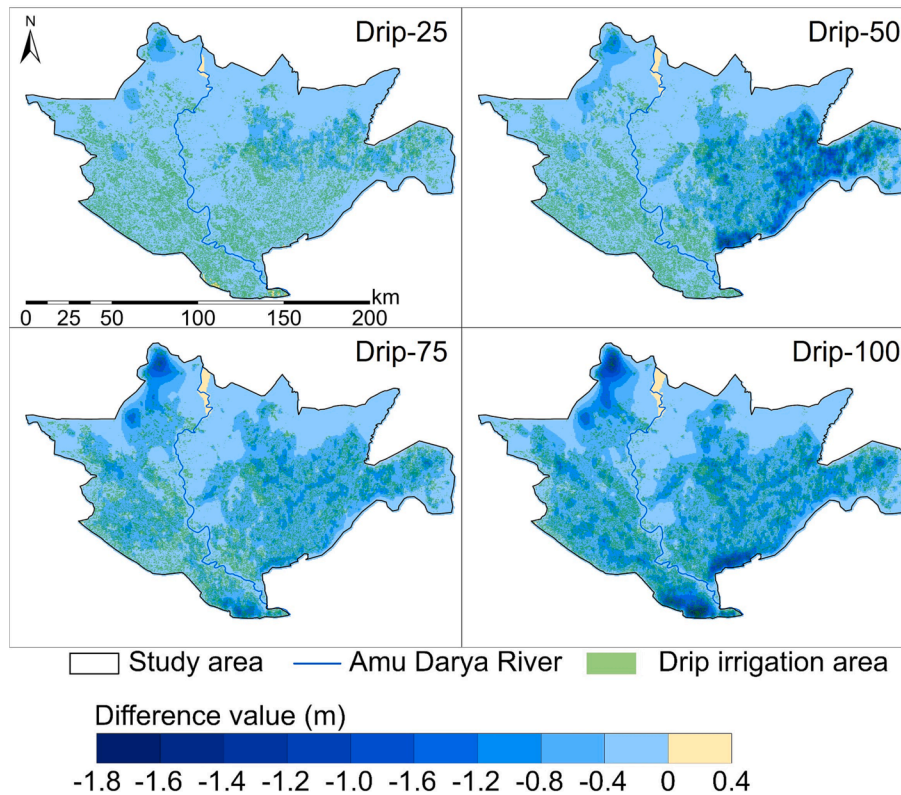 N
Drip-25
Drip-50
km
0 25 50 100 150 200
Drip-75
Drip-100
Study area Amu Darya River Drip irrigation area
Difference value (m)
-1.8 -1.6 -1.4 -1.2 -1.0 -1.6 -1.2 -0.8 -0.4 0 0.4